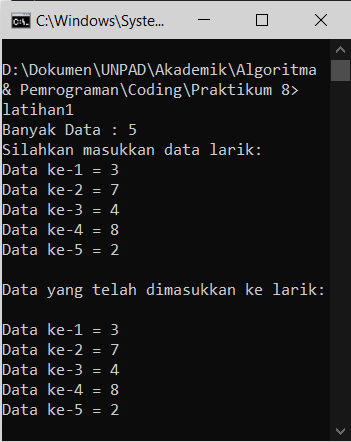 C:\Windows\Syste...
D:\Dokumen\UNPAD\Akademik\Algoritma
& Pemrograman\Coding\Praktikum 8>
latihan1
Banyak Data : 5
Silahkan masukkan data larik:
Data ke-1 = 3
Data ke-2 = 7
Data ke-3 = 4
Data ke-4 = 8
Data ke-5 = 2
Data yang telah dimasukkan ke larik:
Data ke-1 = 3
Data ke-2 = 7
Data ke-3 = 4
Data ke-4 = 8
Data ke-5 = 2